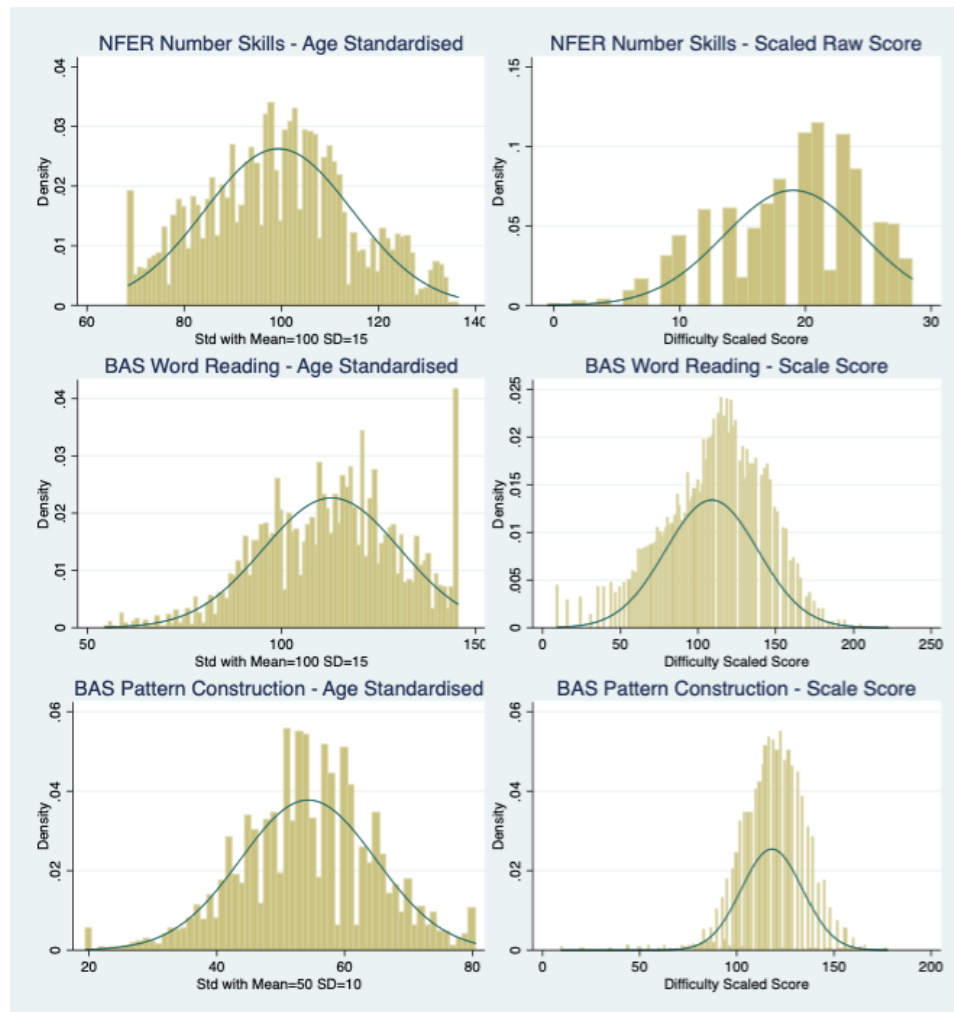 NFER Number Skills - Age Standardised
.04
.03
.02
.01
0
Density
60 80 100 120 140
Std with Mean=100 SD=15
NFER Number Skills - Scaled Raw Score
.15
.1
.05
0
Density
0 10 20 30
Difficulty Scaled Score
BAS Word Reading - Age Standardised
.04
.03
.02
.01
0
Density
50 100 150
Std with Mean=100 SD=15
BAS Word Reading - Scale Score
.025
.02
.015
.01
.005
0
Density
0 50 100 150 200 250
Difficulty Scaled Score
BAS Pattern Construction - Age Standardised
.06
.04
.02
0
Density
20 40 60 80
Std with Mean=50 SD=10
BAS Pattern Construction - Scale Score
.06
.04
.02
0
Density
0 50 100 150 200
Difficulty Scaled Score